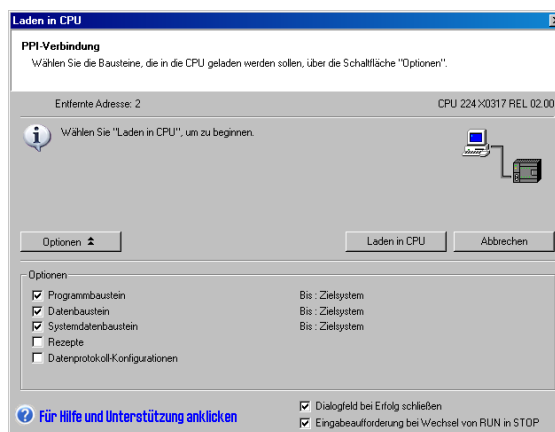 Laden in CPU
PPI-Verbindung
Wählen Sie die Bausteine, die in die CPU geladen werden sollen, über die Schaltfläche "Optionen".
Entfernte Adresse: 2 CPU 224 X0317 REL 02.00
Wählen Sie "Laden in CPU", um zu beginnen.
Optionen Laden in CPU Abbrechen
Optionen
Programmbaustein Bis : Zielsystem
Datenbaustein Bis : Zielsystem
Systemdatenbaustein Bis : Zielsystem
Rezepte
Datenprotokoll-Konfigurationen
Dialogfeld bei Erfolg schließen
Für Hilfe und Unterstützung anklicken
Eingabeaufforderung bei Wechsel von RUN in STOP